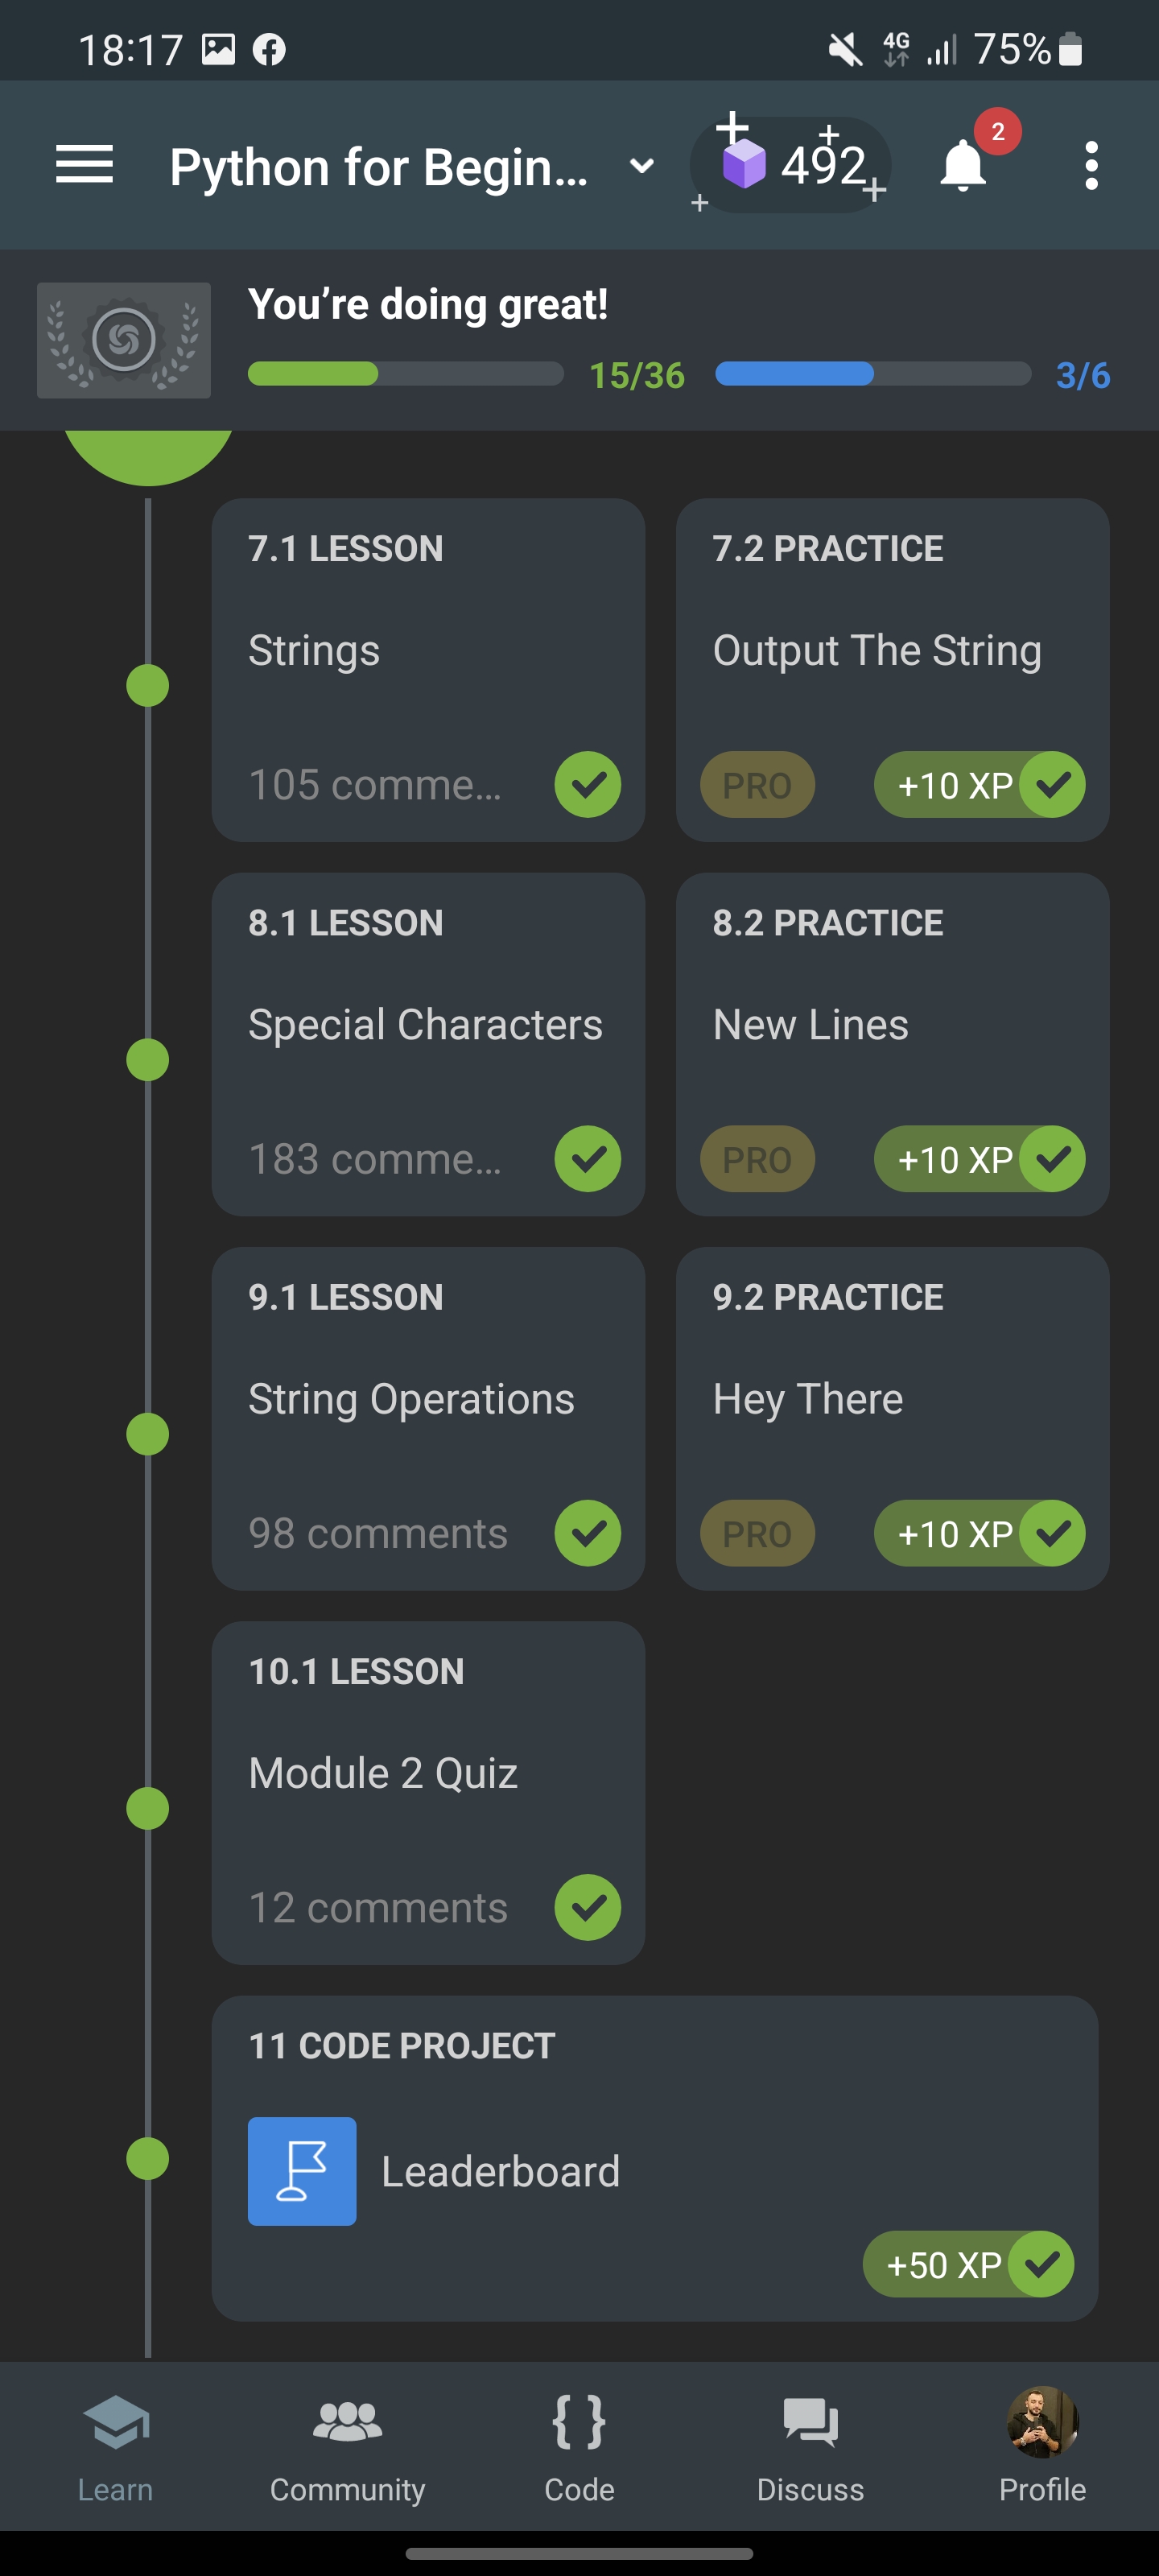 18:17
4G
75%
Python for Begin...
492
2
You're doing great!
15/36
3/6
7.1 LESSON
Strings
105 comme...
7.2 PRACTICE
Output The String
PRO
+10 XP
8.1 LESSON
Special Characters
183 comme...
8.2 PRACTICE
New Lines
PRO
+10 XP
9.1 LESSON
String Operations
98 comments
9.2 PRACTICE
Hey There
PRO
+10 XP
10.1 LESSON
Module 2 Quiz
12 comments
11 CODE PROJECT
Leaderboard
+50 XP
Learn
Community
Code
Discuss
Profile